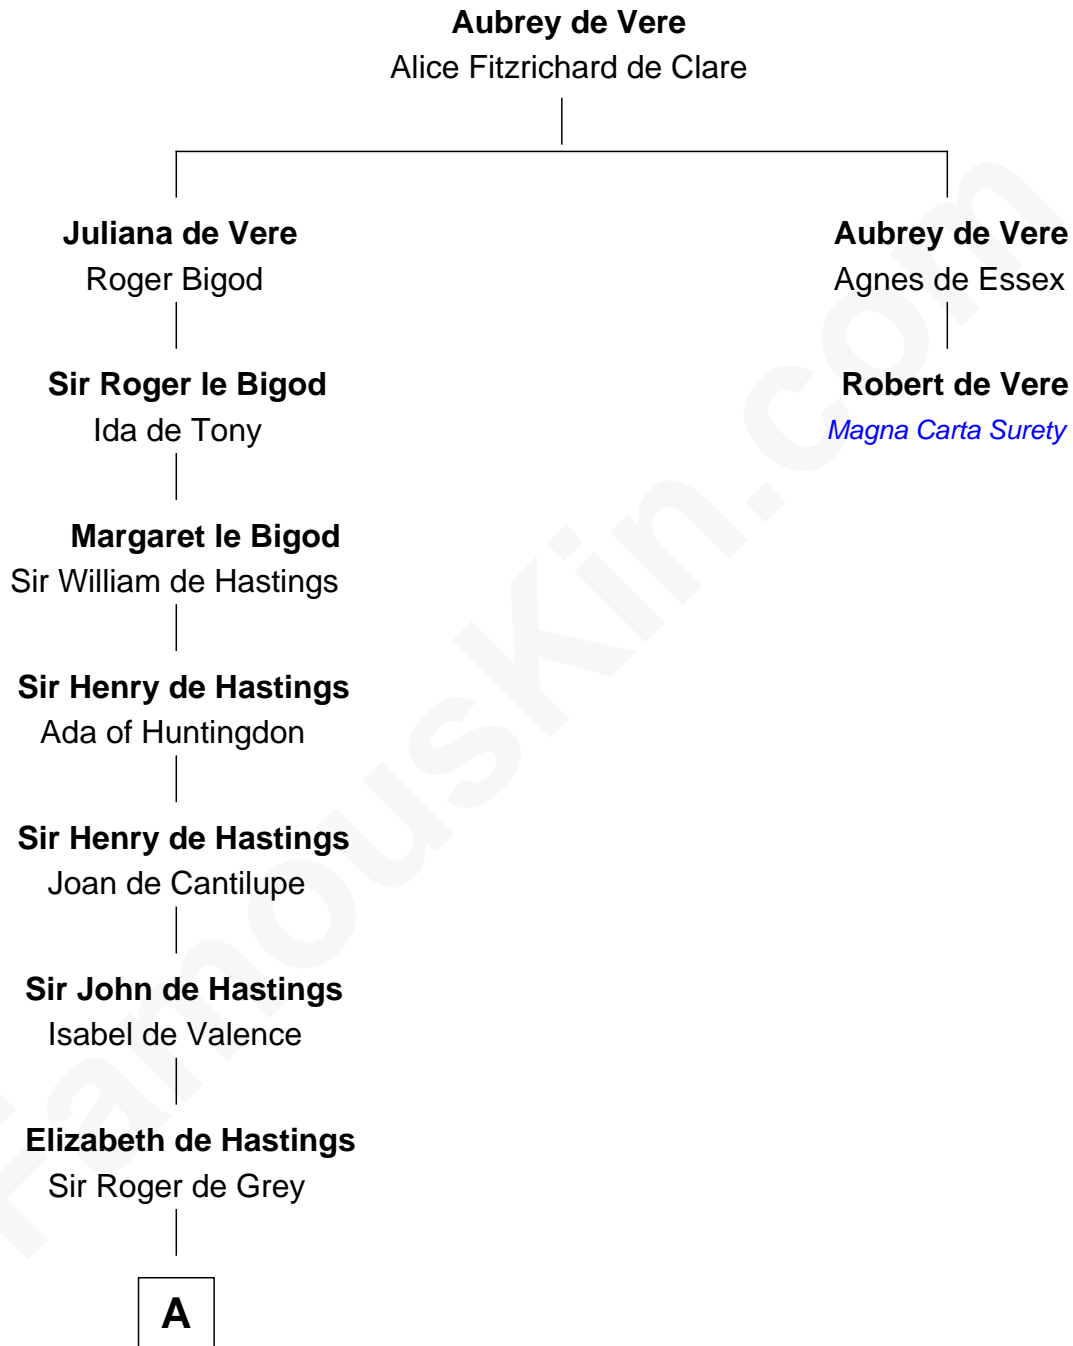 Aubrey de Vere
Alice Fitzrichard de Clare
Juliana de Vere
Roger Bigod
Aubrey de Vere
Agnes de Essex
Sir Roger le Bigod
Ida de Tony
Robert de Vere
Magna Carta Surety
Margaret le Bigod
Sir William de Hastings
Sir Henry de Hastings
Ada of Huntingdon
Sir Henry de Hastings
Joan de Cantilupe
Sir John de Hastings
Isabel de Valence
Elizabeth de Hastings
Sir Roger de Grey
A
FamousKin.com